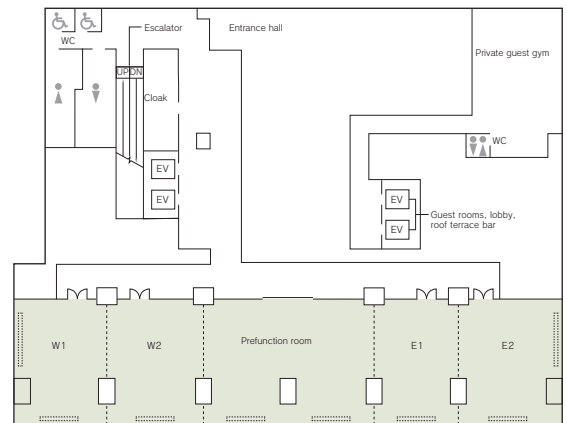 Escalator
Entrance hall
WC
Private guest gym
UP DN
Cloak
WC
EV
EV
EV
EV
Guest rooms, lobby,
roof terrace bar
W1
W2
Prefunction room
E1
E2